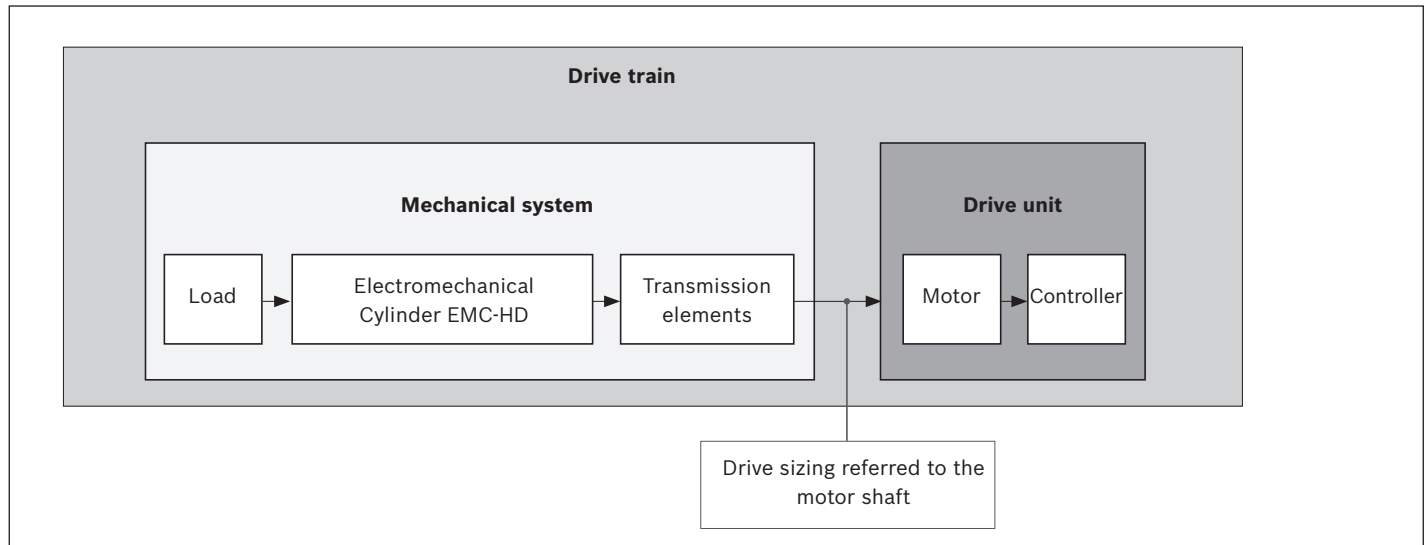 Drive train
Mechanical system
Drive unit
Load
Electromechanical
Cylinder EMC-HD
Transmission
elements
Motor
Controller
Drive sizing referred to the
motor shaft